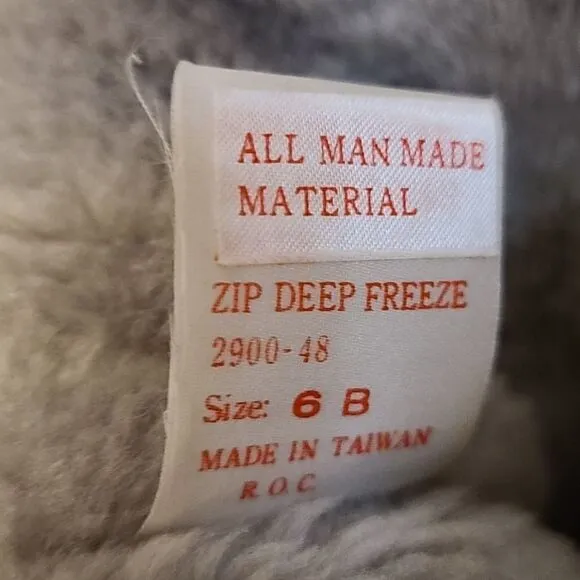 ALL MAN MADE
MATERIAL
ZIP DEEP FREEZE
2900-48
Size: 6 B
MADE IN TAIWAN
R.O.C